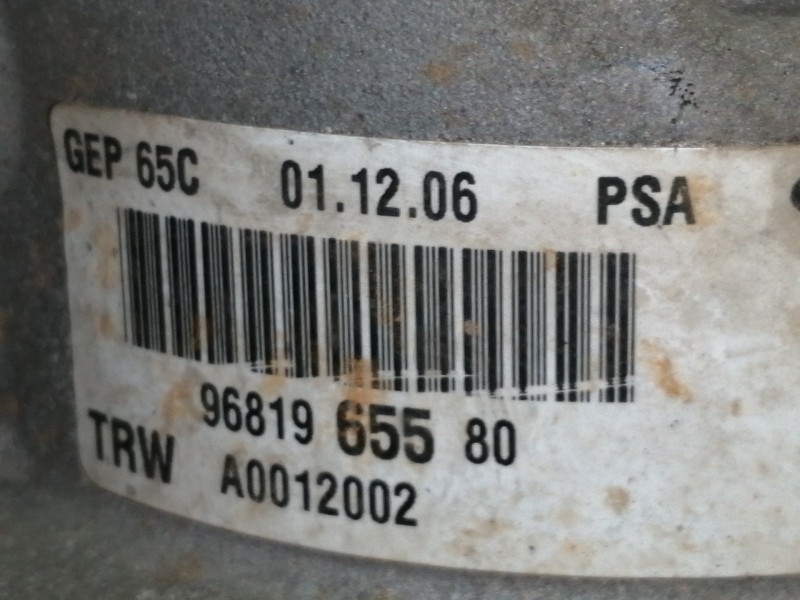 GEP 65C 01.12.06 PSA
96819 655 80
TRW A0012002